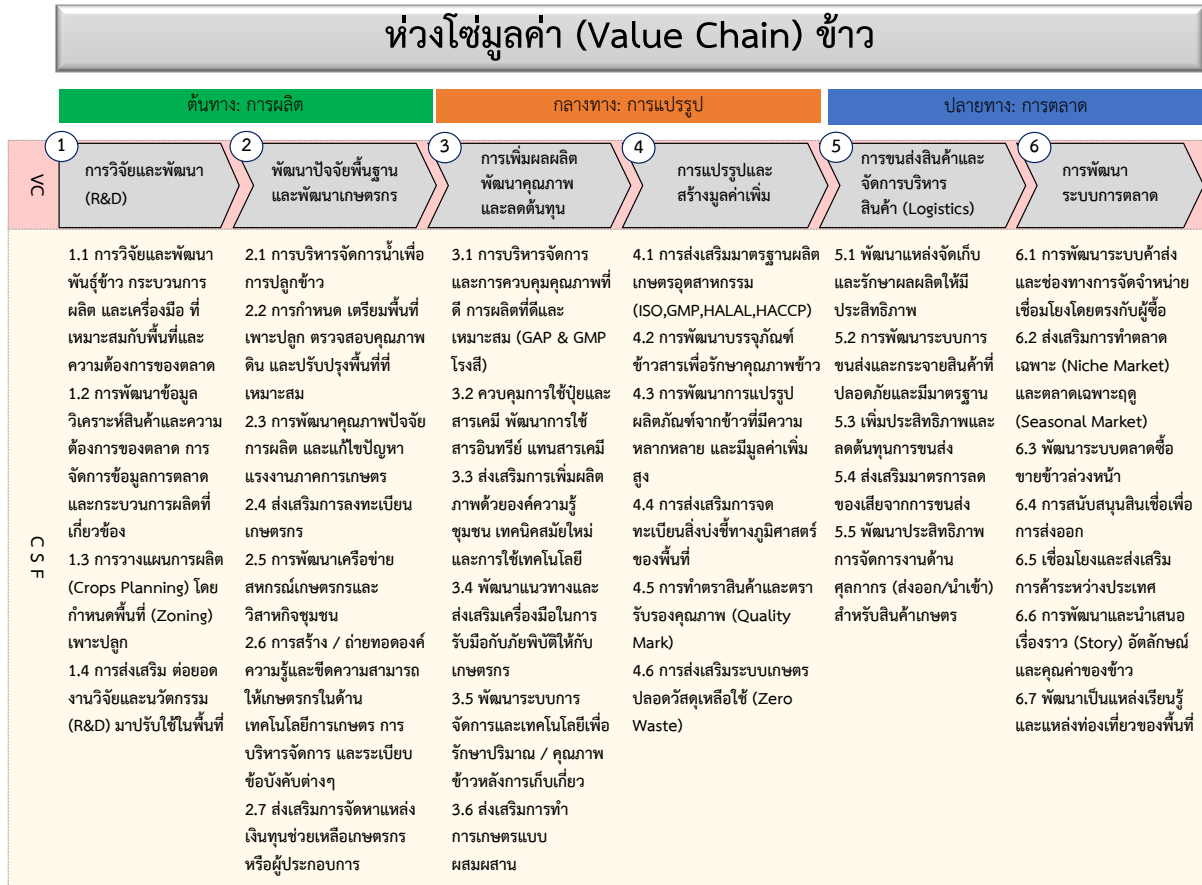 ห่วงโซ่มูลค่า (Value Chain) ข้าว
ต้นทาง: การผลิต
กลางทาง: การแปรรูป
ปลายทาง: การตลาด
VC
1
การวิจัยและพัฒนา
(R&D)
2
พัฒนาปัจจัยพื้นฐาน
และพัฒนาเกษตรกร
3
การเพิ่มผลผลิต
พัฒนาคุณภาพ
และลดต้นทุน
4
การแปรรูปและ
สร้างมูลค่าเพิ่ม
5
การขนส่งสินค้าและ
จัดการบริหาร
สินค้า (Logistics)
6
การพัฒนา
ระบบการตลาด
CSF
1.1 การวิจัยและพัฒนา
พันธุ์ข้าว กระบวนการ
ผลิต และเครื่องมือ ที่
เหมาะสมกับพื้นที่และ
ความต้องการของตลาด
1.2 การพัฒนาข้อมูล
วิเคราะห์สินค้าและความ
ต้องการของตลาด การ
จัดการข้อมูลการตลาด
และกระบวนการผลิตที่
เกี่ยวข้อง
1.3 การวางแผนการผลิต
(Crops Planning) โดย
กำหนดพื้นที่ (Zoning)
เพาะปลูก
1.4 การส่งเสริม ต่อยอด
งานวิจัยและนวัตกรรม
(R&D) มาปรับใช้ในพื้นที่
2.1 การบริหารจัดการน้ำเพื่อ
การปลูกข้าว
2.2 การกำหนด เตรียมพื้นที่
เพาะปลูก ตรวจสอบคุณภาพ
ดิน และปรับปรุงพื้นที่ที่
เหมาะสม
2.3 การพัฒนาคุณภาพปัจจัย
การผลิต และแก้ไขปัญหา
แรงงานภาคการเกษตร
2.4 ส่งเสริมการลงทะเบียน
เกษตรกร
2.5 การพัฒนาเครือข่าย
สหกรณ์เกษตรกรและ
วิสาหกิจชุมชน
2.6 การสร้าง / ถ่ายทอดองค์
ความรู้และขีดความสามารถ
ให้เกษตรกรในด้าน
เทคโนโลยีการเกษตร การ
บริหารจัดการ และระเบียบ
ข้อบังคับต่างๆ
2.7 ส่งเสริมการจัดหาแหล่ง
เงินทุนช่วยเหลือเกษตรกร
หรือผู้ประกอบการ
3.1 การบริหารจัดการ
และการควบคุมคุณภาพที่
ดี การผลิตที่ดีและ
เหมาะสม (GAP & GMP
โรงสี)
3.2 ควบคุมการใช้ปุ๋ยและ
สารเคมี พัฒนาการใช้
สารอินทรีย์ แทนสารเคมี
3.3 ส่งเสริมการเพิ่มผลิต
ภาพด้วยองค์ความรู้
ชุมชน เทคนิคสมัยใหม่
และการใช้เทคโนโลยี
3.4 พัฒนาแนวทางและ
ส่งเสริมเครื่องมือในการ
รับมือกับภัยพิบัติให้กับ
เกษตรกร
3.5 พัฒนาระบบการ
จัดการและเทคโนโลยีเพื่อ
รักษาปริมาณ / คุณภาพ
ข้าวหลังการเก็บเกี่ยว
3.6 ส่งเสริมการทำ
การเกษตรแบบ
ผสมผสาน
4.1 การส่งเสริมมาตรฐานผลิต
เกษตรอุตสาหกรรม
(ISO,GMP,HALAL,HACCP)
4.2 การพัฒนาบรรจุภัณฑ์
ข้าวสารเพื่อรักษาคุณภาพข้าว
4.3 การพัฒนาการแปรรูป
ผลิตภัณฑ์จากข้าวที่มีความ
หลากหลาย และมีมูลค่าเพิ่ม
สูง
4.4 การส่งเสริมการจด
ทะเบียนสิ่งบ่งชี้ทางภูมิศาสตร์
ของพื้นที่
4.5 การทำตราสินค้าและตรา
รับรองคุณภาพ (Quality
Mark)
4.6 การส่งเสริมระบบเกษตร
ปลอดวัสดุเหลือใช้ (Zero
Waste)
5.1 พัฒนาแหล่งจัดเก็บ
และรักษาผลผลิตให้มี
ประสิทธิภาพ
5.2 การพัฒนาระบบการ
ขนส่งและกระจายสินค้าที่
ปลอดภัยและมีมาตรฐาน
5.3 เพิ่มประสิทธิภาพและ
ลดต้นทุนการขนส่ง
5.4 ส่งเสริมมาตรการลด
ของเสียจากการขนส่ง
5.5 พัฒนาประสิทธิภาพ
การจัดการงานด้าน
ศุลกากร (ส่งออก/นำเข้า)
สำหรับสินค้าเกษตร
6.1 การพัฒนาระบบค้าส่ง
และช่องทางการจัดจำหน่าย
เชื่อมโยงโดยตรงกับผู้ซื้อ
6.2 ส่งเสริมการทำตลาด
เฉพาะ (Niche Market)
และตลาดเฉพาะฤดู
(Seasonal Market)
6.3 พัฒนาระบบตลาดซื้อ
ขายข้าวล่วงหน้า
6.4 การสนับสนุนสินเชื่อเพื่อ
การส่งออก
6.5 เชื่อมโยงและส่งเสริม
การค้าระหว่างประเทศ
6.6 การพัฒนาและนำเสนอ
เรื่องราว (Story) อัตลักษณ์
และคุณค่าของข้าว
6.7 พัฒนาเป็นแหล่งเรียนรู้
และแหล่งท่องเที่ยวของพื้นที่